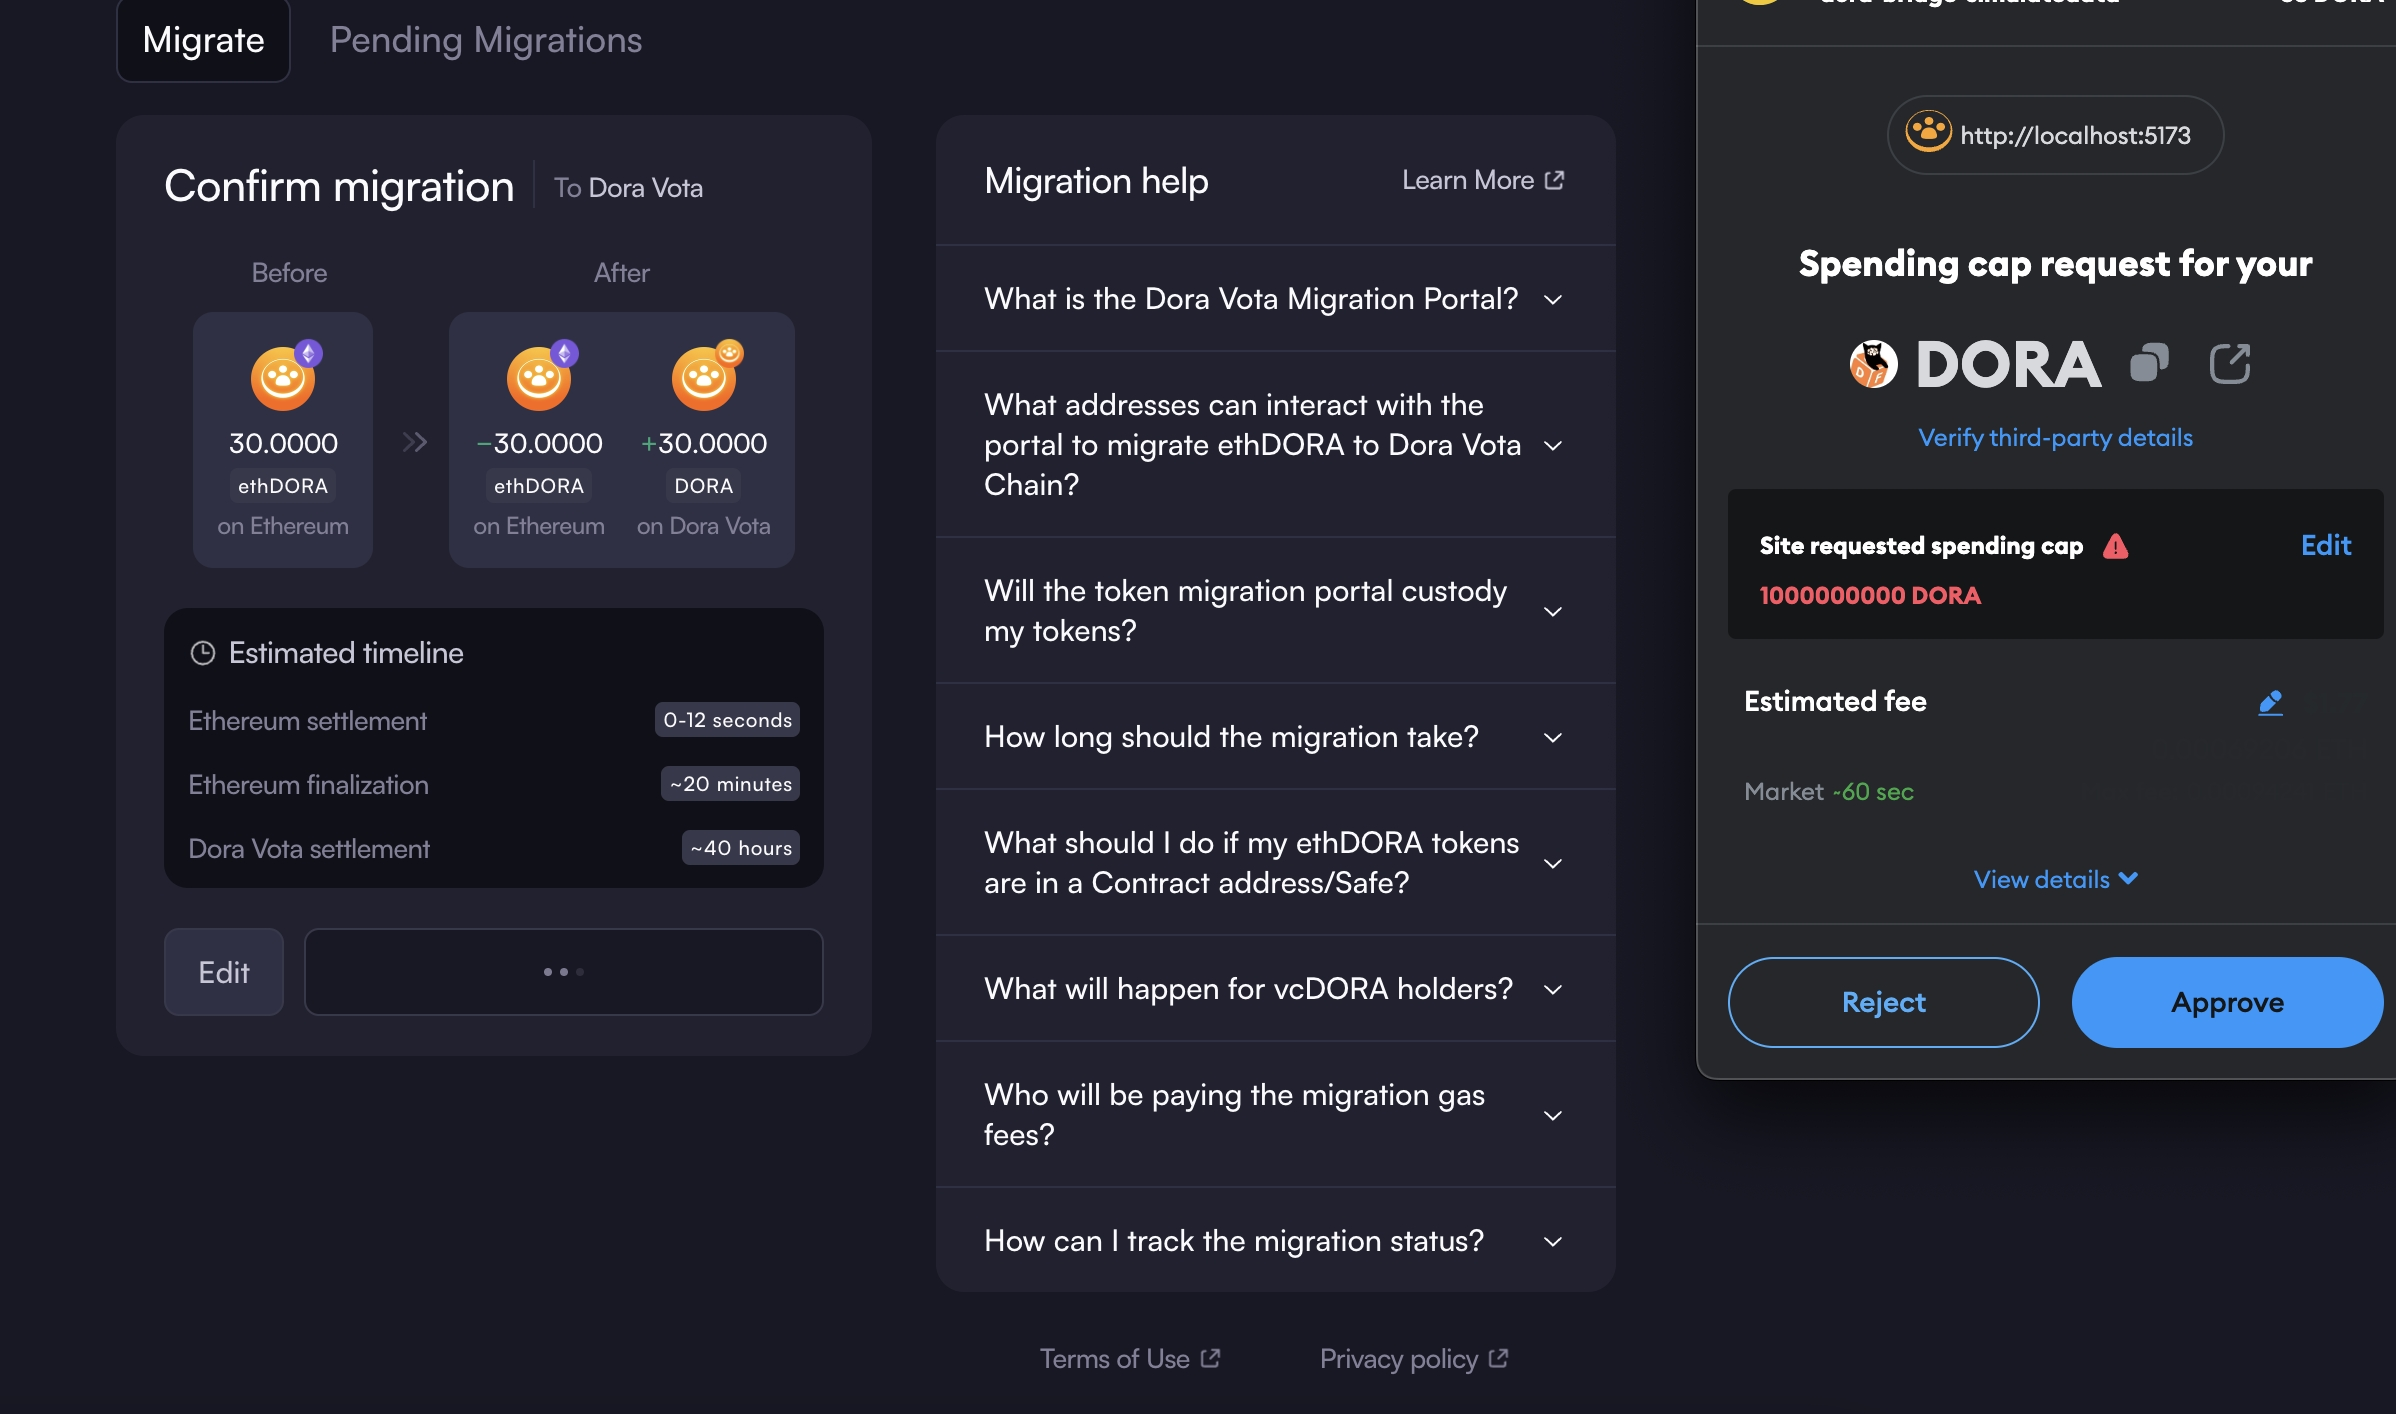 Migrate
Pending Migrations
Confirm migration
To Dora Vota
Before
After
30.0000
ethDORA
on Ethereum
−30.0000
ethDORA
on Ethereum
+30.0000
DORA
on Dora Vota
Estimated timeline
Ethereum settlement
0-12 seconds
Ethereum finalization
~20 minutes
Dora Vota settlement
~40 hours
Edit
Migration help
Learn More
What is the Dora Vota Migration Portal?
What addresses can interact with the
portal to migrate ethDORA to Dora Vota
Chain?
Will the token migration portal custody
my tokens?
How long should the migration take?
What should I do if my ethDORA tokens
are in a Contract address/Safe?
What will happen for vcDORA holders?
Who will be paying the migration gas
fees?
How can I track the migration status?
Terms of Use
Privacy policy
http://localhost:5173
Spending cap request for your
DORA
Verify third-party details
Site requested spending cap
Edit
1000000000 DORA
Estimated fee
Market ~60 sec
View details
Reject
Approve